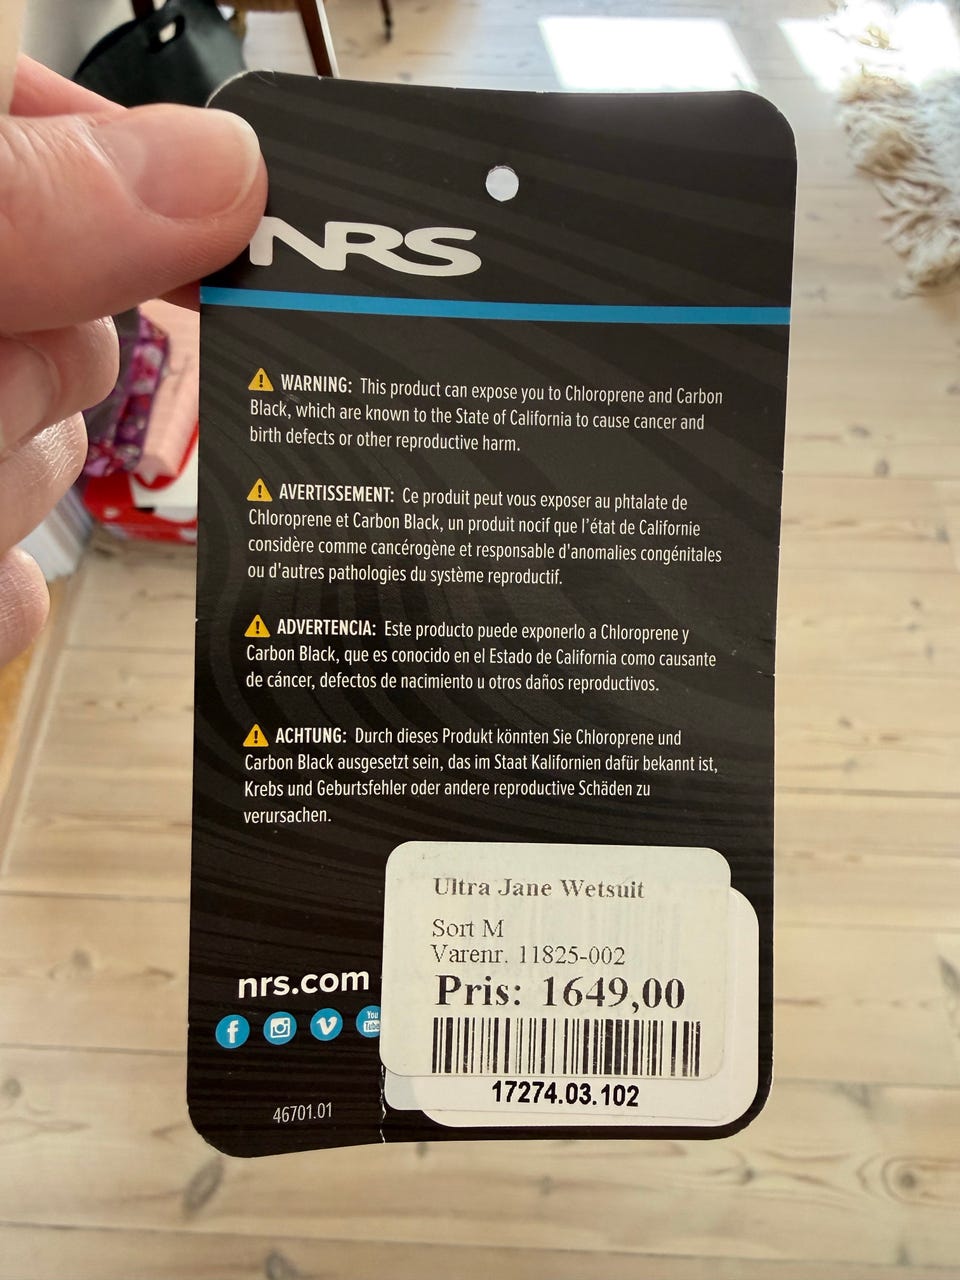 NRS
WARNING: This product can expose you to Chloroprene and Carbon
Black, which are known to the State of California to cause cancer and
birth defects or other reproductive harm.
AVERTISSEMENT: Ce produit peut vous exposer au phtalate de
Chloroprene et Carbon Black, un produit nocif que l'état de Californie
considère comme cancérogène et responsable d'anomalies congénitales
ou d'autres pathologies du système reproductif.
ADVERTENCIA: Este producto puede exponerlo a Chloroprene y
Carbon Black, que es conocido en el Estado de California como causante
de cáncer, defectos de nacimiento u otros daños reproductivos.
ACHTUNG: Durch dieses Produkt könnten Sie Chloroprene und
Carbon Black ausgesetzt sein, das im Staat Kalifornien dafür bekannt ist,
Krebs und Geburtsfehler oder andere reproductive Schäden zu
verursachen.
Ultra Jane Wetsuit
Sort M
Varenr. 11825-002
Pris: 1649,00
17274.03.102
nrs.com
You
Tube
46701.01